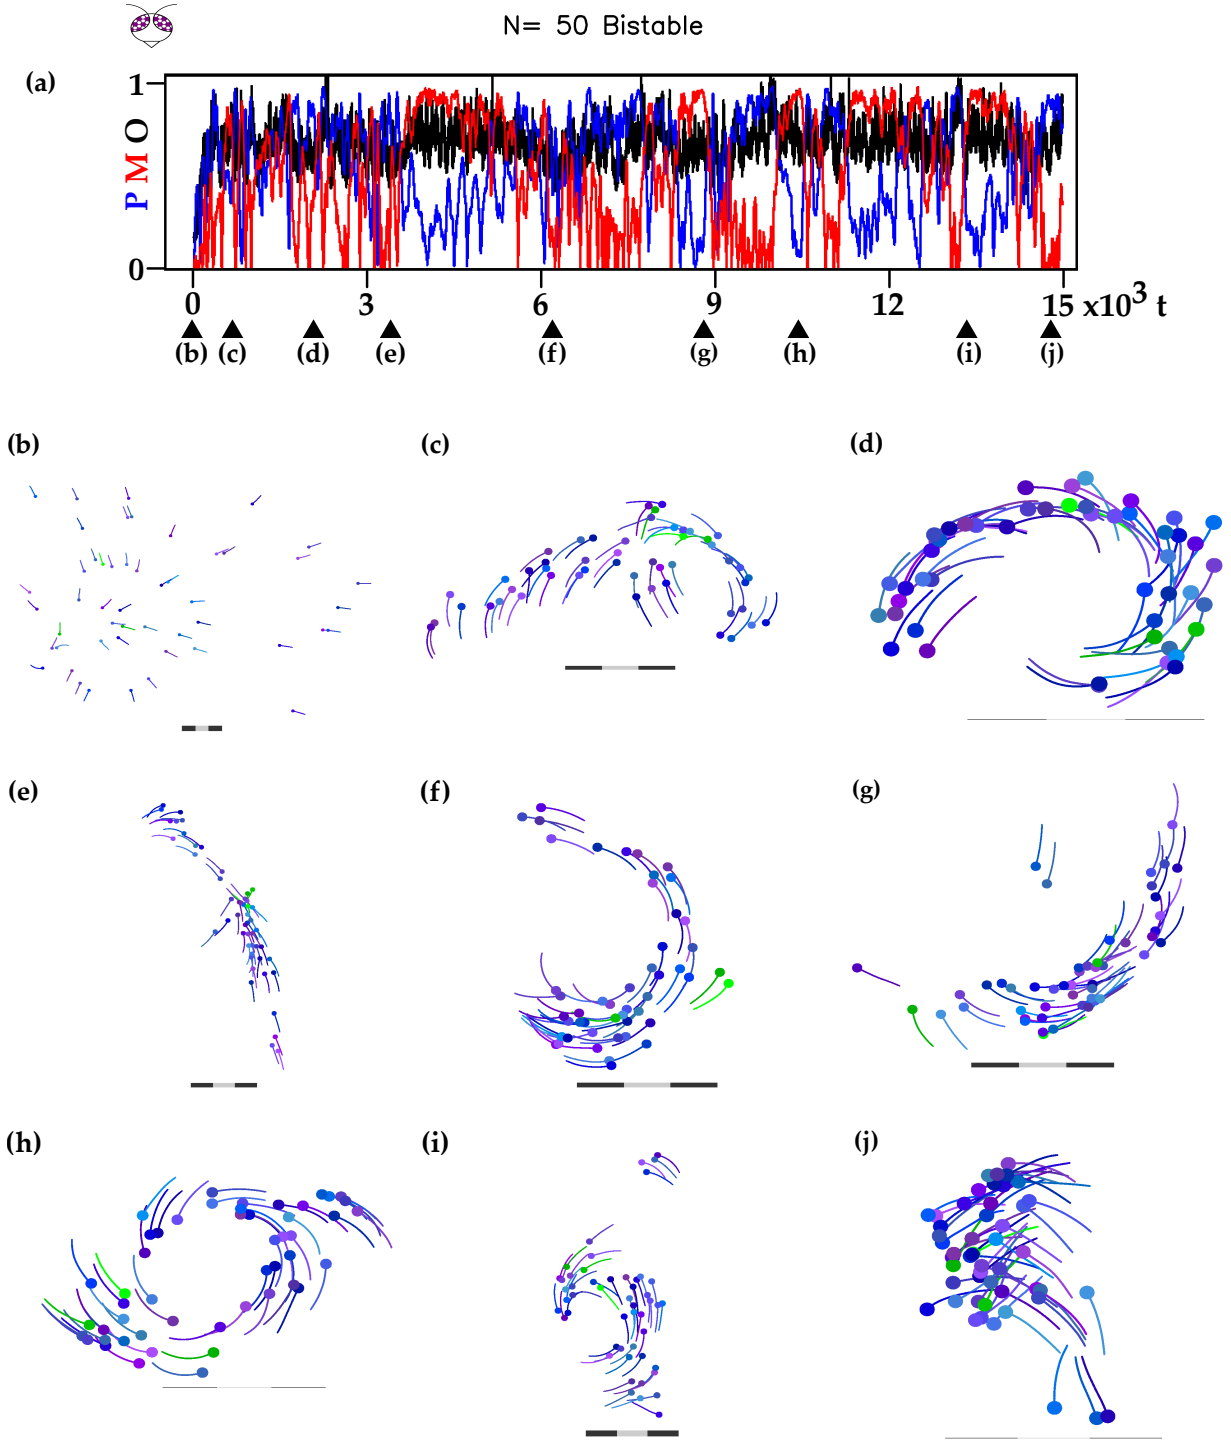 N= 50 Bistable
(a)
1
P M O
0
0 3 6 9 12 15 x10³ t
(b) (c) (d) (e) (f) (g) (h) (i) (j)
(b) (c) (d)
(e) (f) (g)
(h) (i) (j)